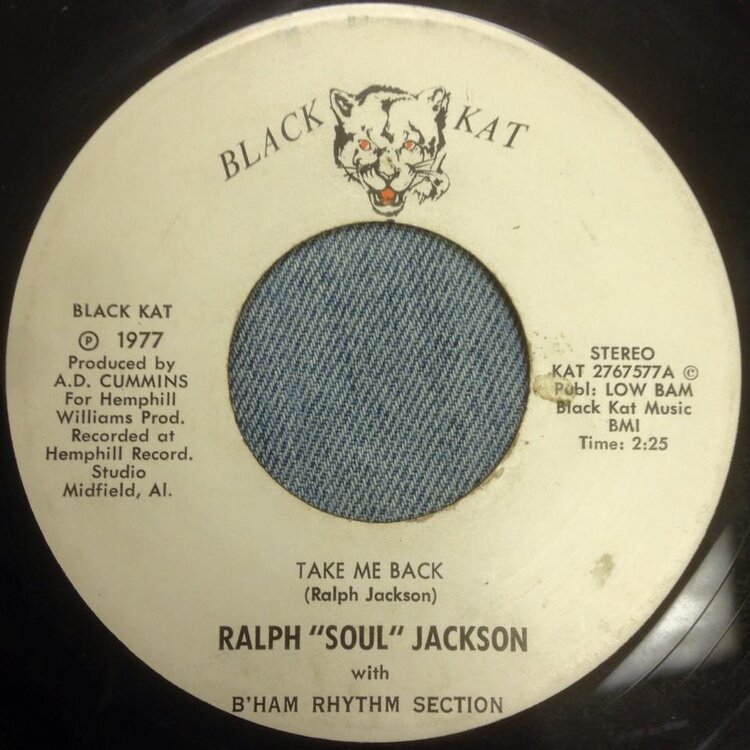 BLACK KAT
BLACK KAT
℗ 1977
Produced by
A.D. CUMMINS
For Hemphill
Williams Prod.
Recorded at
Hemphill Record.
Studio
Midfield, Al.
STEREO
KAT 2767577A ©
Publ: LOW BAM
Black Kat Music
BMI
Time: 2:25
TAKE ME BACK
(Ralph Jackson)
RALPH "SOUL" JACKSON
with
B'HAM RHYTHM SECTION